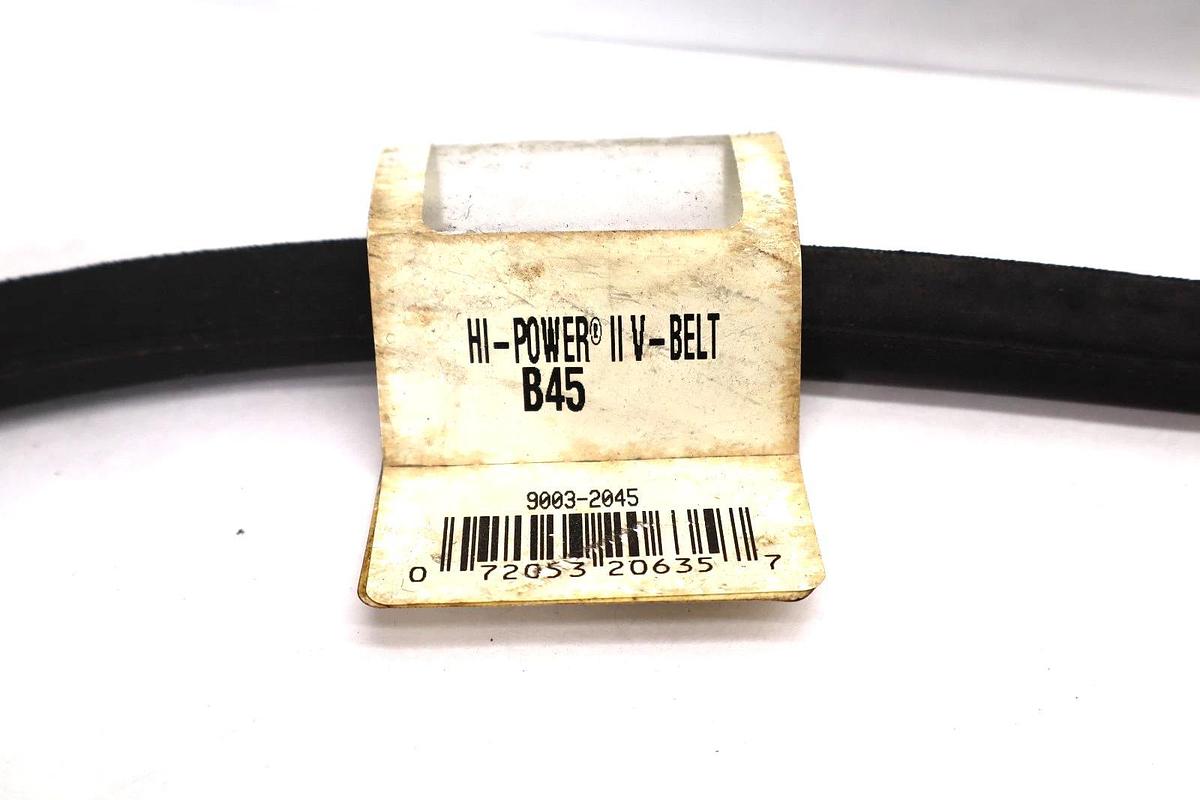 HI-POWER® II V-BELT
B45
9003-2045
0 72053 20635 7